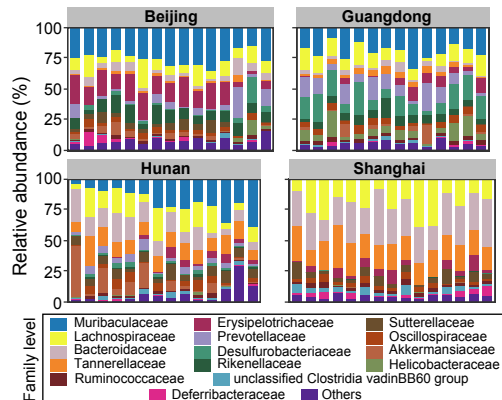 Beijing
Guangdong
100
75
50
25
0
Hunan
Shanghai
100
75
50
25
0
Relative abundance (%)
Family level
Muribaculaceae
Erysipelotrichaceae
Sutterellaceae
Lachnospiraceae
Prevotellaceae
Oscillospiraceae
Bacteroidaceae
Desulfurobacteriaceae
Akkermansiaceae
Tannerellaceae
Rikenellaceae
Helicobacteraceae
Ruminococcaceae
unclassified Clostridia vadinBB60 group
Deferribacteraceae
Others